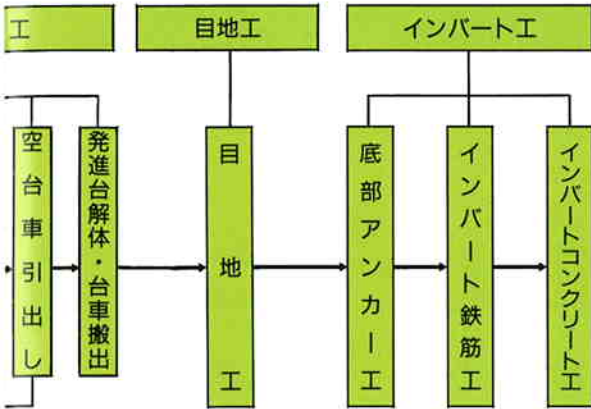 工
目地工
インバート工
空台車引出し
発進台解体・台車搬出
目地工
底部アンカー工
インバート鉄筋工
インバートコンクリート工